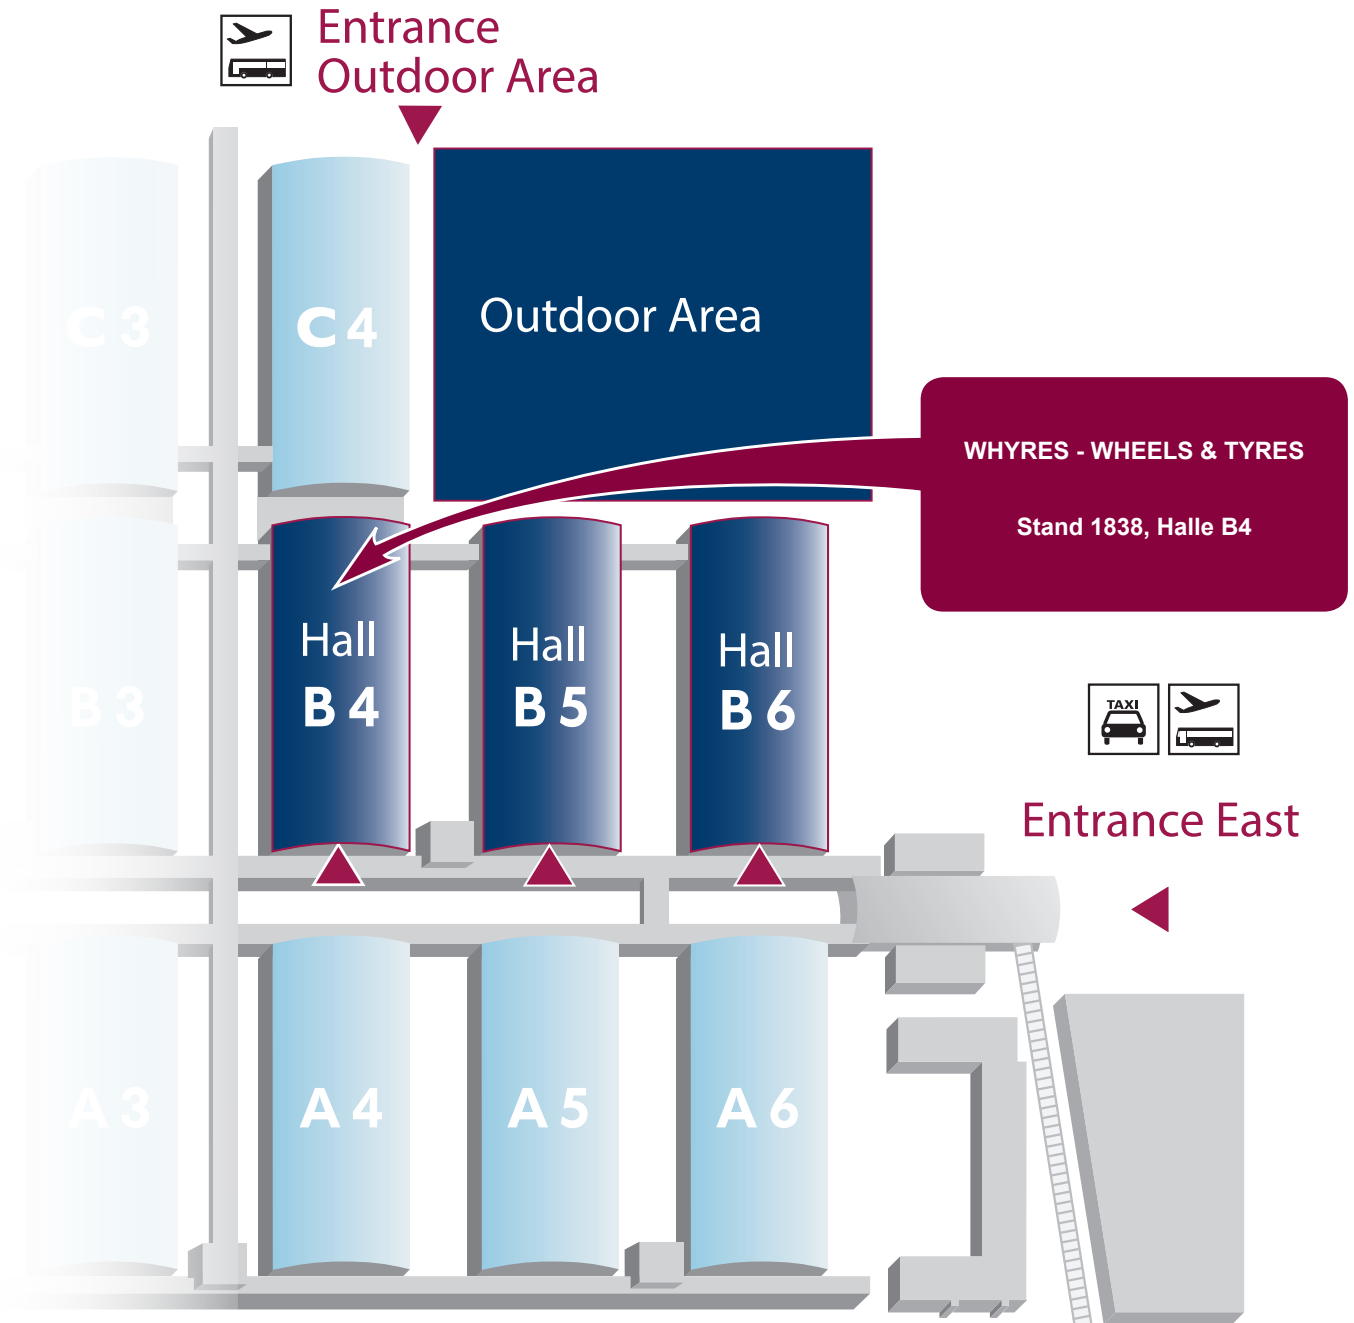 Entrance
Outdoor Area
C 3
C 4
Outdoor Area
WHYRES - WHEELS & TYRES
Stand 1838, Halle B4
Hall
B 4
Hall
B 5
Hall
B 6
B 3
TAXI
Entrance East
A 3
A 4
A 5
A 6